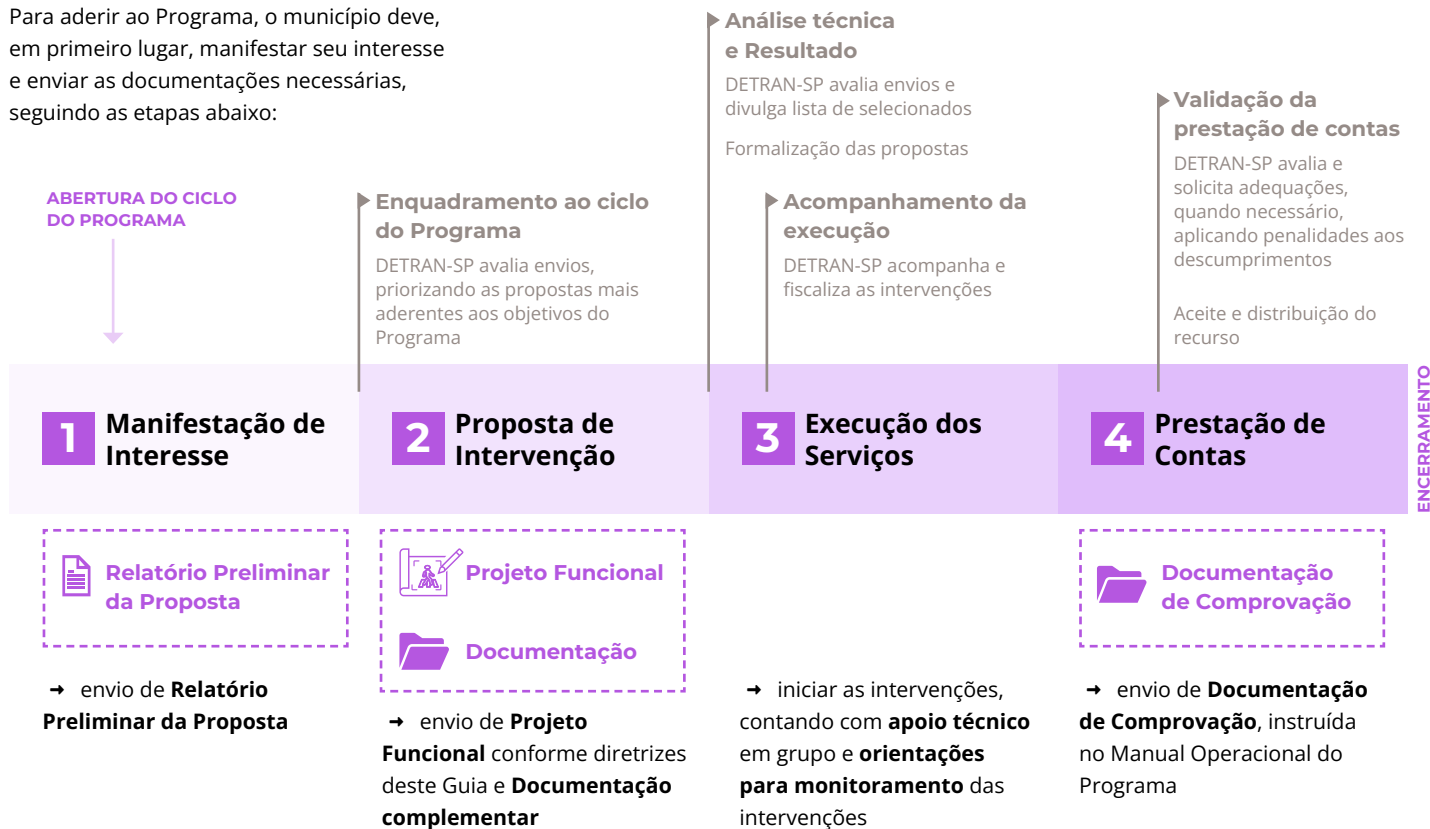 Para aderir ao Programa, o município deve,
em primeiro lugar, manifestar seu interesse
e enviar as documentações necessárias,
seguindo as etapas abaixo:
ABERTURA DO CICLO
DO PROGRAMA
Enquadramento ao ciclo
do Programa
DETRAN-SP avalia envios,
priorizando as propostas mais
aderentes aos objetivos do
Programa
Análise técnica
e Resultado
DETRAN-SP avalia envios e
divulga lista de selecionados
Formalização das propostas
Acompanhamento da
execução
DETRAN-SP acompanha e
fiscaliza as intervenções
Validação da
prestação de contas
DETRAN-SP avalia e
solicita adequações,
quando necessário,
aplicando penalidades aos
descumprimentos
Aceite e distribuição do
recurso
1 Manifestação de
Interesse
2 Proposta de
Intervenção
3 Execução dos
Serviços
4 Prestação de
Contas
ENCERRAMENTO
Relatório Preliminar
da Proposta
→ envio de Relatório
Preliminar da Proposta
Projeto Funcional
Documentação
→ envio de Projeto
Funcional conforme diretrizes
deste Guia e Documentação
complementar
→ iniciar as intervenções,
contando com apoio técnico
em grupo e orientações
para monitoramento das
intervenções
Documentação
de Comprovação
→ envio de Documentação
de Comprovação, instruída
no Manual Operacional do
Programa